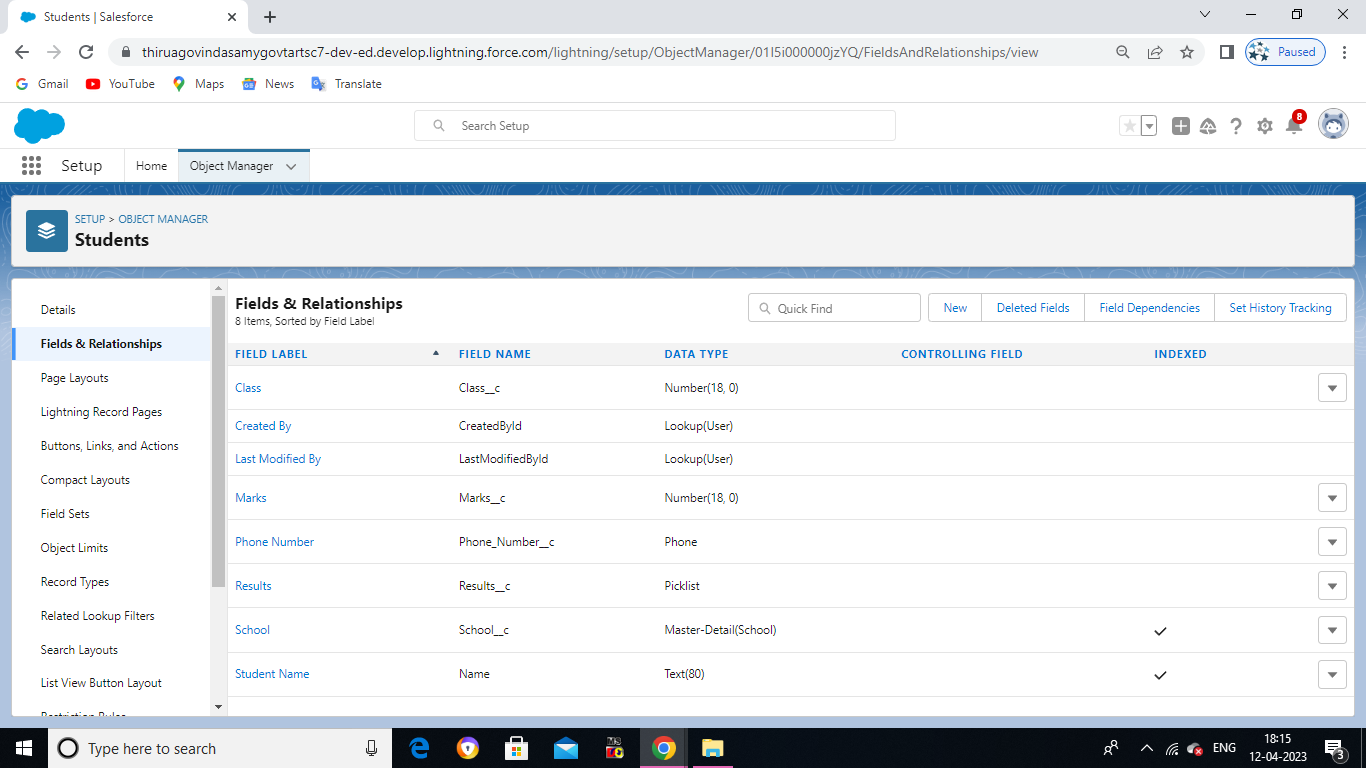 Students | Salesforce
thiruagovindasamygovtartsc7-dev-ed.develop.lightning.force.com/lightning/setup/ObjectManager/01I5i000000jzYQ/FieldsAndRelationships/view
Paused
Gmail YouTube Maps News Translate
Search Setup
8
Setup Home Object Manager
SETUP > OBJECT MANAGER
Students
Details
Fields & Relationships
Page Layouts
Lightning Record Pages
Buttons, Links, and Actions
Compact Layouts
Field Sets
Object Limits
Record Types
Related Lookup Filters
Search Layouts
List View Button Layout
Restriction Rules
Fields & Relationships
8 Items, Sorted by Field Label
Quick Find New Deleted Fields Field Dependencies Set History Tracking
FIELD LABEL FIELD NAME DATA TYPE CONTROLLING FIELD INDEXED
Class Class__c Number(18, 0)
Created By CreatedById Lookup(User)
Last Modified By LastModifiedById Lookup(User)
Marks Marks__c Number(18, 0)
Phone Number Phone_Number__c Phone
Results Results__c Picklist
School School__c Master-Detail(School)
Student Name Name Text(80)
Type here to search
ENG
18:15
12-04-2023
3